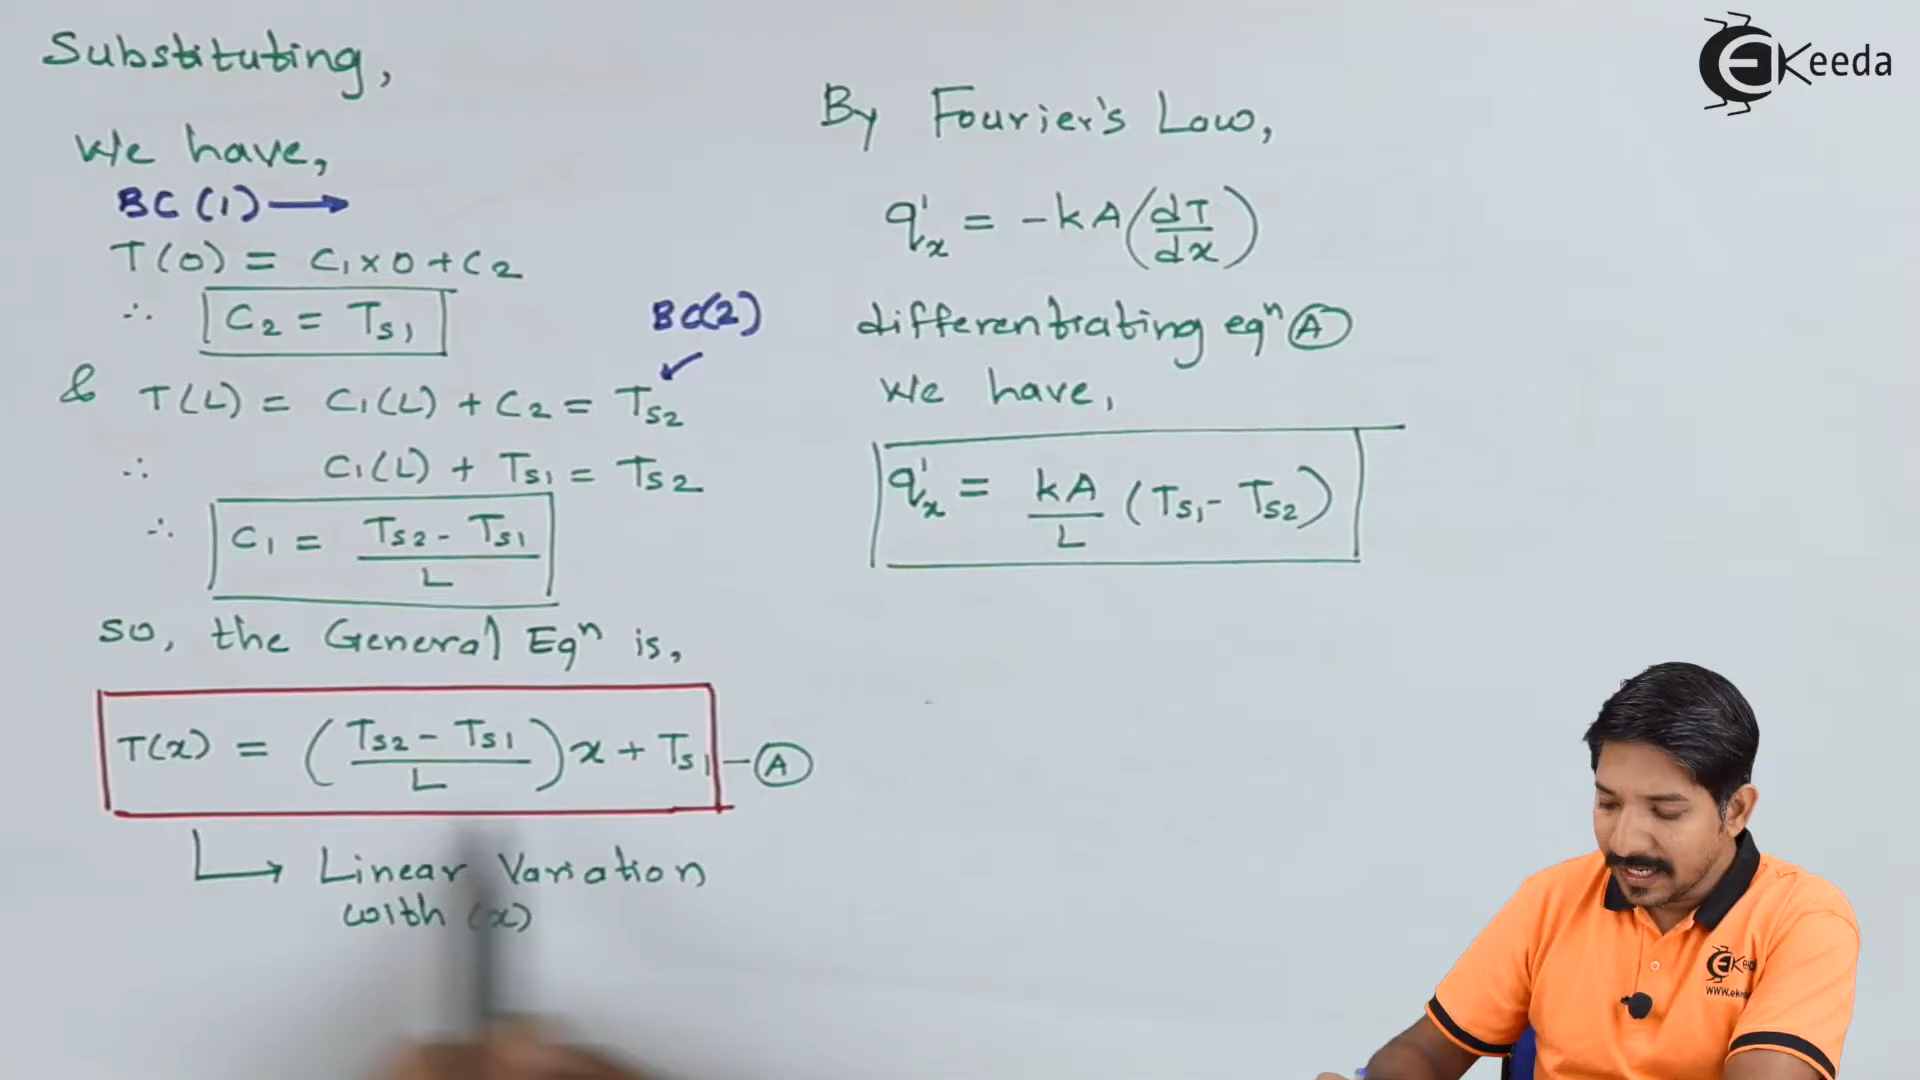 Substituting,
We have,
BC (1) →
T(0) = C₁ x 0 + C₂
∴ C₂ = Ts₁
BC(2)
& T(L) = C₁(L) + C₂ = Ts₂
∴ C₁(L) + Ts₁ = Ts₂
∴ C₁ = (Ts₂ - Ts₁)/L
so, the General Eqⁿ is,
T(x) = ((Ts₂ - Ts₁)/L) x + Ts₁ - Ⓐ
↳ Linear Variation
with (x)
By Fourier's Law,
q'ₓ = -kA (dT/dx)
differentiating eqⁿ Ⓐ
We have,
q'ₓ = kA/L (Ts₁ - Ts₂)
EKeeda